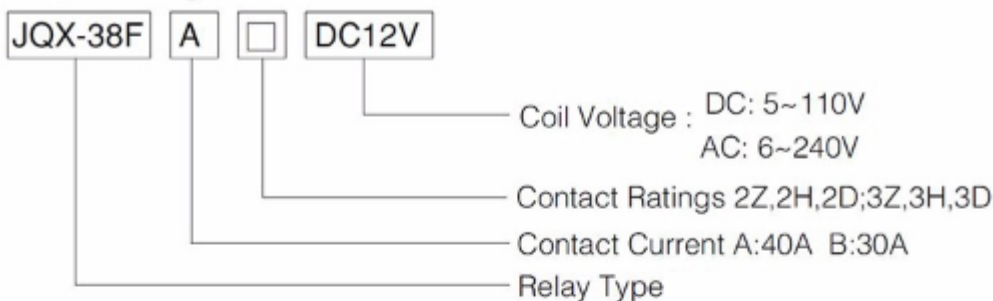 JQX-38F A □ DC12V
Coil Voltage : DC: 5~110V
AC: 6~240V
Contact Ratings 2Z,2H,2D;3Z,3H,3D
Contact Current A:40A B:30A
Relay Type